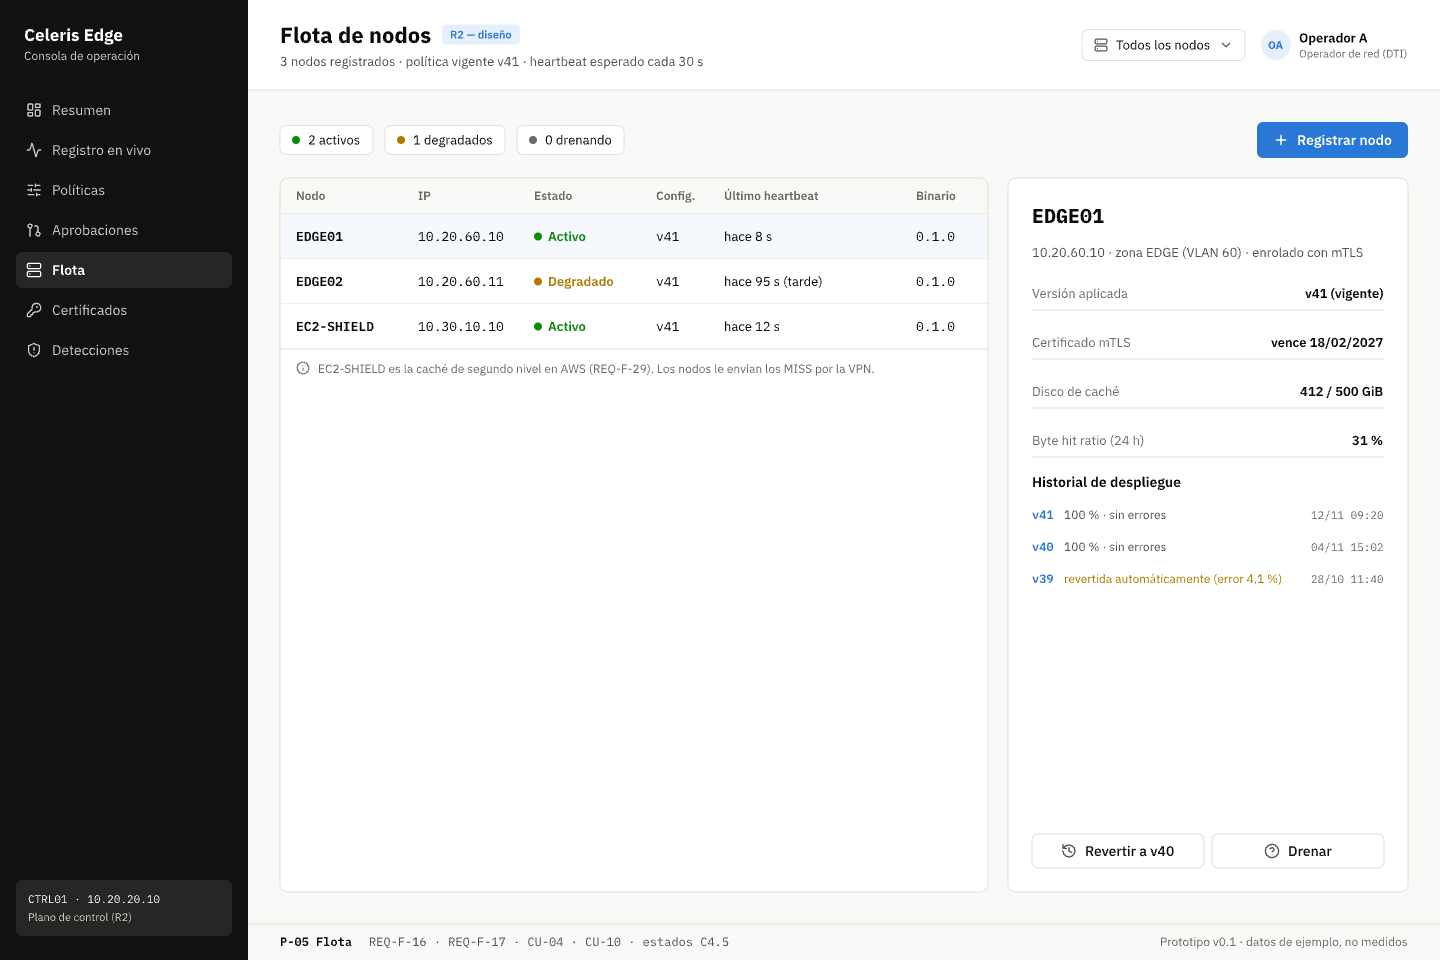 Celeris Edge
Consola de operación
Resumen
Registro en vivo
Políticas
Aprobaciones
Flota
Certificados
Detecciones
CTRL01 · 10.20.20.10
Plano de control (R2)
Flota de nodos R2 — diseño
3 nodos registrados · política vigente v41 · heartbeat esperado cada 30 s
Todos los nodos
OA
Operador A
Operador de red (DTI)
2 activos
1 degradados
0 drenando
Registrar nodo
Nodo IP Estado Config. Último heartbeat Binario
EDGE01 10.20.60.10 Activo v41 hace 8 s 0.1.0
EDGE02 10.20.60.11 Degradado v41 hace 95 s (tarde) 0.1.0
EC2-SHIELD 10.30.10.10 Activo v41 hace 12 s 0.1.0
EC2-SHIELD es la caché de segundo nivel en AWS (REQ-F-29). Los nodos le envían los MISS por la VPN.
EDGE01
10.20.60.10 · zona EDGE (VLAN 60) · enrolado con mTLS
Versión aplicada v41 (vigente)
Certificado mTLS vence 18/02/2027
Disco de caché 412 / 500 GiB
Byte hit ratio (24 h) 31 %
Historial de despliegue
v41 100 % · sin errores 12/11 09:20
v40 100 % · sin errores 04/11 15:02
v39 revertida automáticamente (error 4,1 %) 28/10 11:40
Revertir a v40
Drenar
P-05 Flota REQ-F-16 · REQ-F-17 · CU-04 · CU-10 · estados C4.5
Prototipo v0.1 · datos de ejemplo, no medidos